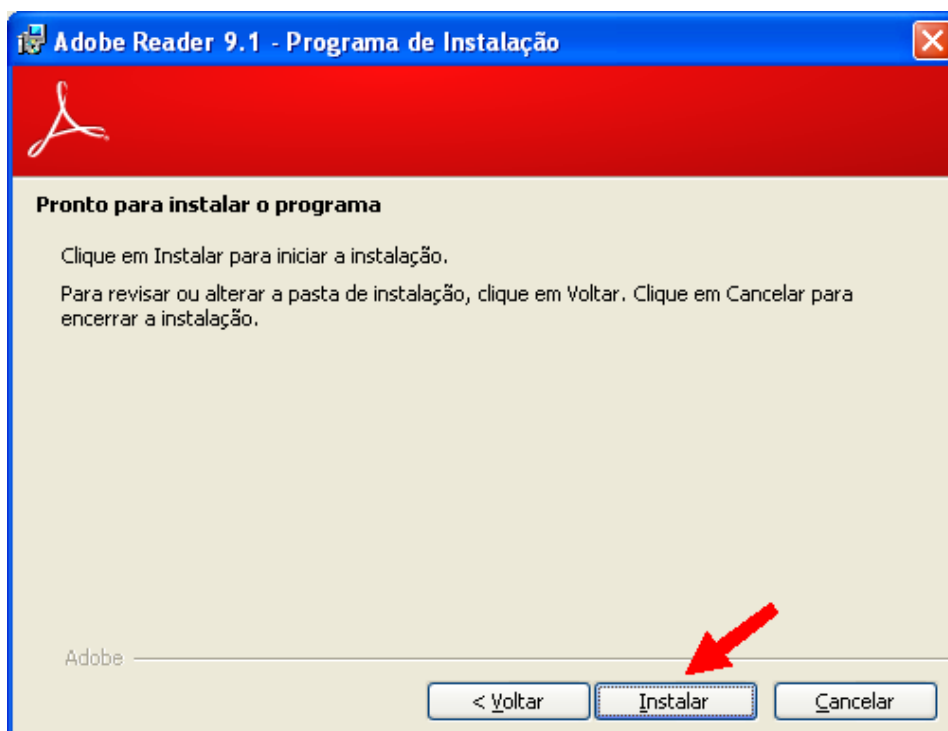 Adobe Reader 9.1 - Programa de Instalação
Pronto para instalar o programa
Clique em Instalar para iniciar a instalação.
Para revisar ou alterar a pasta de instalação, clique em Voltar. Clique em Cancelar para
encerrar a instalação.
Adobe
< Voltar Instalar Cancelar